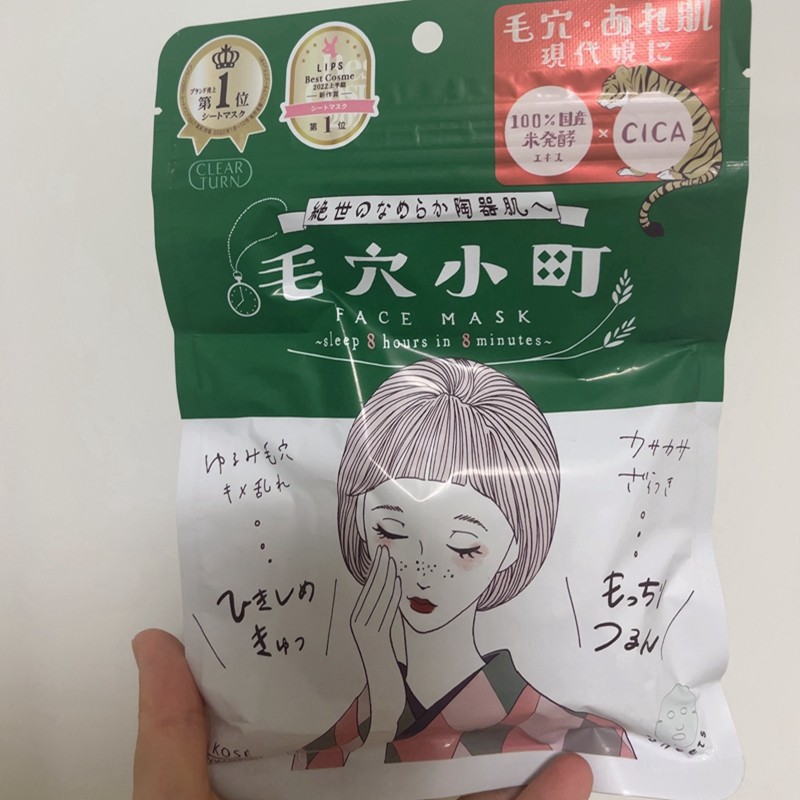 ブランド売上
第1位
シートマスク
LIPS
Best Cosme
2022上半期
新作賞
シートマスク
第1位
毛穴・あれ肌
現代娘に
100%国産
米発酵
エキス
×
CICA
CLEAR
TURN
絶世のなめらか陶器肌へ
毛穴小町
FACE MASK
~sleep 8 hours in 8 minutes~
ゆるみ毛穴
キメ乱れ
ひきしめ
きゅっ
カサカサ
ざらつき
もっちり
つるん
KOSÉ